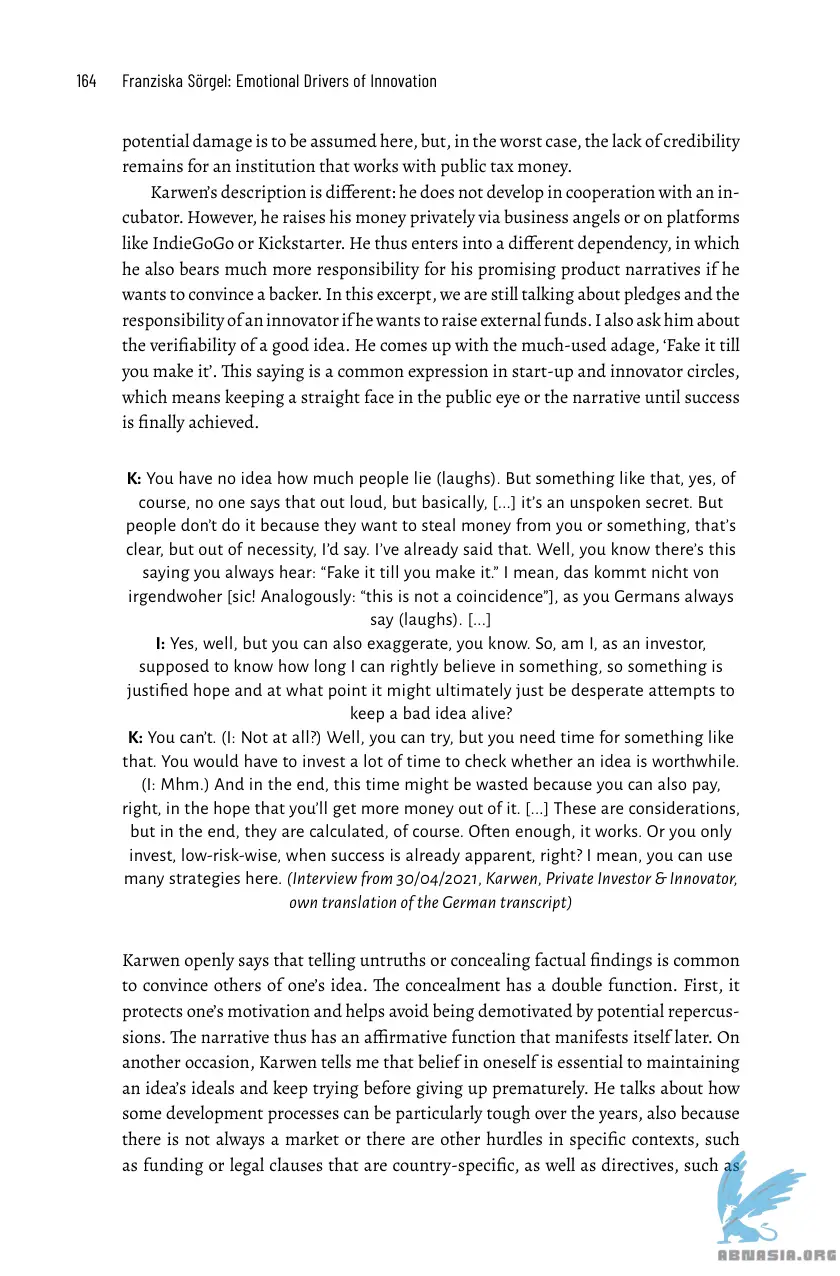 164 Franziska Sörgel: Emotional Drivers of Innovation
potential damage is to be assumed here, but, in the worst case, the lack of credibility
remains for an institution that works with public tax money.
Karwen’s description is different: he does not develop in cooperation with an in-
cubator. However, he raises his money privately via business angels or on platforms
like IndieGoGo or Kickstarter. He thus enters into a different dependency, in which
he also bears much more responsibility for his promising product narratives if he
wants to convince a backer. In this excerpt, we are still talking about pledges and the
responsibility of an innovator if he wants to raise external funds. I also ask him about
the verifiability of a good idea. He comes up with the much-used adage, ‘Fake it till
you make it’. This saying is a common expression in start-up and innovator circles,
which means keeping a straight face in the public eye or the narrative until success
is finally achieved.
K: You have no idea how much people lie (laughs). But something like that, yes, of
course, no one says that out loud, but basically, [...] it’s an unspoken secret. But
people don’t do it because they want to steal money from you or something, that’s
clear, but out of necessity, I’d say. I’ve already said that. Well, you know there’s this
saying you always hear: “Fake it till you make it.” I mean, das kommt nicht von
irgendwoher [sic! Analogously: “this is not a coincidence”], as you Germans always
say (laughs). [...]
I: Yes, well, but you can also exaggerate, you know. So, am I, as an investor,
supposed to know how long I can rightly believe in something, so something is
justified hope and at what point it might ultimately just be desperate attempts to
keep a bad idea alive?
K: You can’t. (I: Not at all?) Well, you can try, but you need time for something like
that. You would have to invest a lot of time to check whether an idea is worthwhile.
(I: Mhm.) And in the end, this time might be wasted because you can also pay,
right, in the hope that you’ll get more money out of it. [...] These are considerations,
but in the end, they are calculated, of course. Often enough, it works. Or you only
invest, low-risk-wise, when success is already apparent, right? I mean, you can use
many strategies here. (Interview from 30/04/2021, Karwen, Private Investor & Innovator,
own translation of the German transcript)
Karwen openly says that telling untruths or concealing factual findings is common
to convince others of one’s idea. The concealment has a double function. First, it
protects one’s motivation and helps avoid being demotivated by potential repercus-
sions. The narrative thus has an affirmative function that manifests itself later. On
another occasion, Karwen tells me that belief in oneself is essential to maintaining
an idea’s ideals and keep trying before giving up prematurely. He talks about how
some development processes can be particularly tough over the years, also because
there is not always a market or there are other hurdles in specific contexts, such
as funding or legal clauses that are country-specific, as well as directives, such as
ABNASIA.ORG